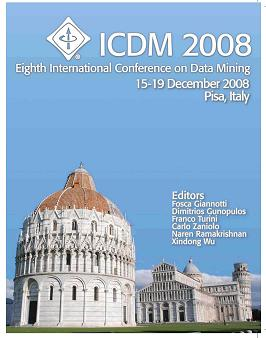 ICDM 2008
Eighth International Conference on Data Mining
15-19 December 2008
Pisa, Italy
Editors
Fosca Giannotti
Dimitrios Gunopulos
Franco Turini
Carlo Zaniolo
Naren Ramakrishnan
Xindong Wu